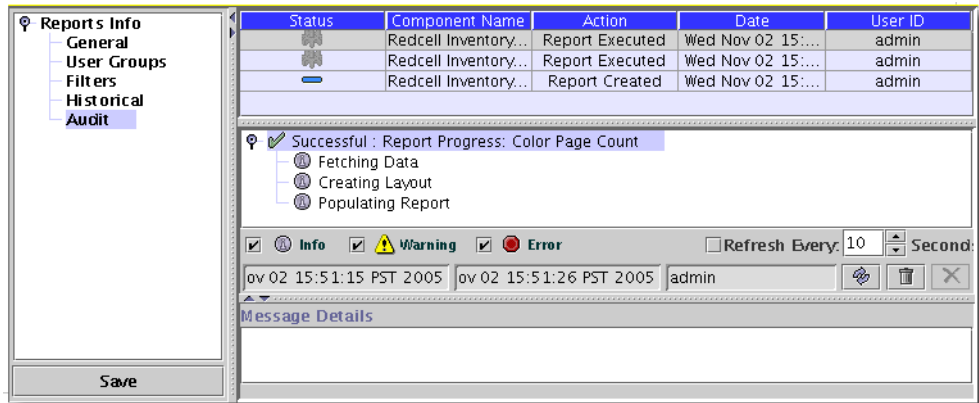 Reports Info
General
User Groups
Filters
Historical
Audit
Save
Status Component Name Action Date User ID
Redcell Inventory... Report Executed Wed Nov 02 15:... admin
Redcell Inventory... Report Executed Wed Nov 02 15:... admin
Redcell Inventory... Report Created Wed Nov 02 15:... admin
Successful : Report Progress: Color Page Count
Fetching Data
Creating Layout
Populating Report
Info Warning Error Refresh Every: 10 Second
ov 02 15:51:15 PST 2005 ov 02 15:51:26 PST 2005 admin
Message Details